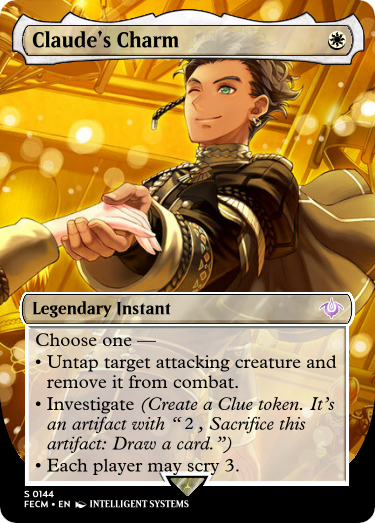 Claude's Charm
Legendary Instant
Choose one —
• Untap target attacking creature and
remove it from combat.
• Investigate (Create a Clue token. It's
an artifact with “2, Sacrifice this
artifact: Draw a card.”)
• Each player may scry 3.
S 0144
FECM • EN INTELLIGENT SYSTEMS